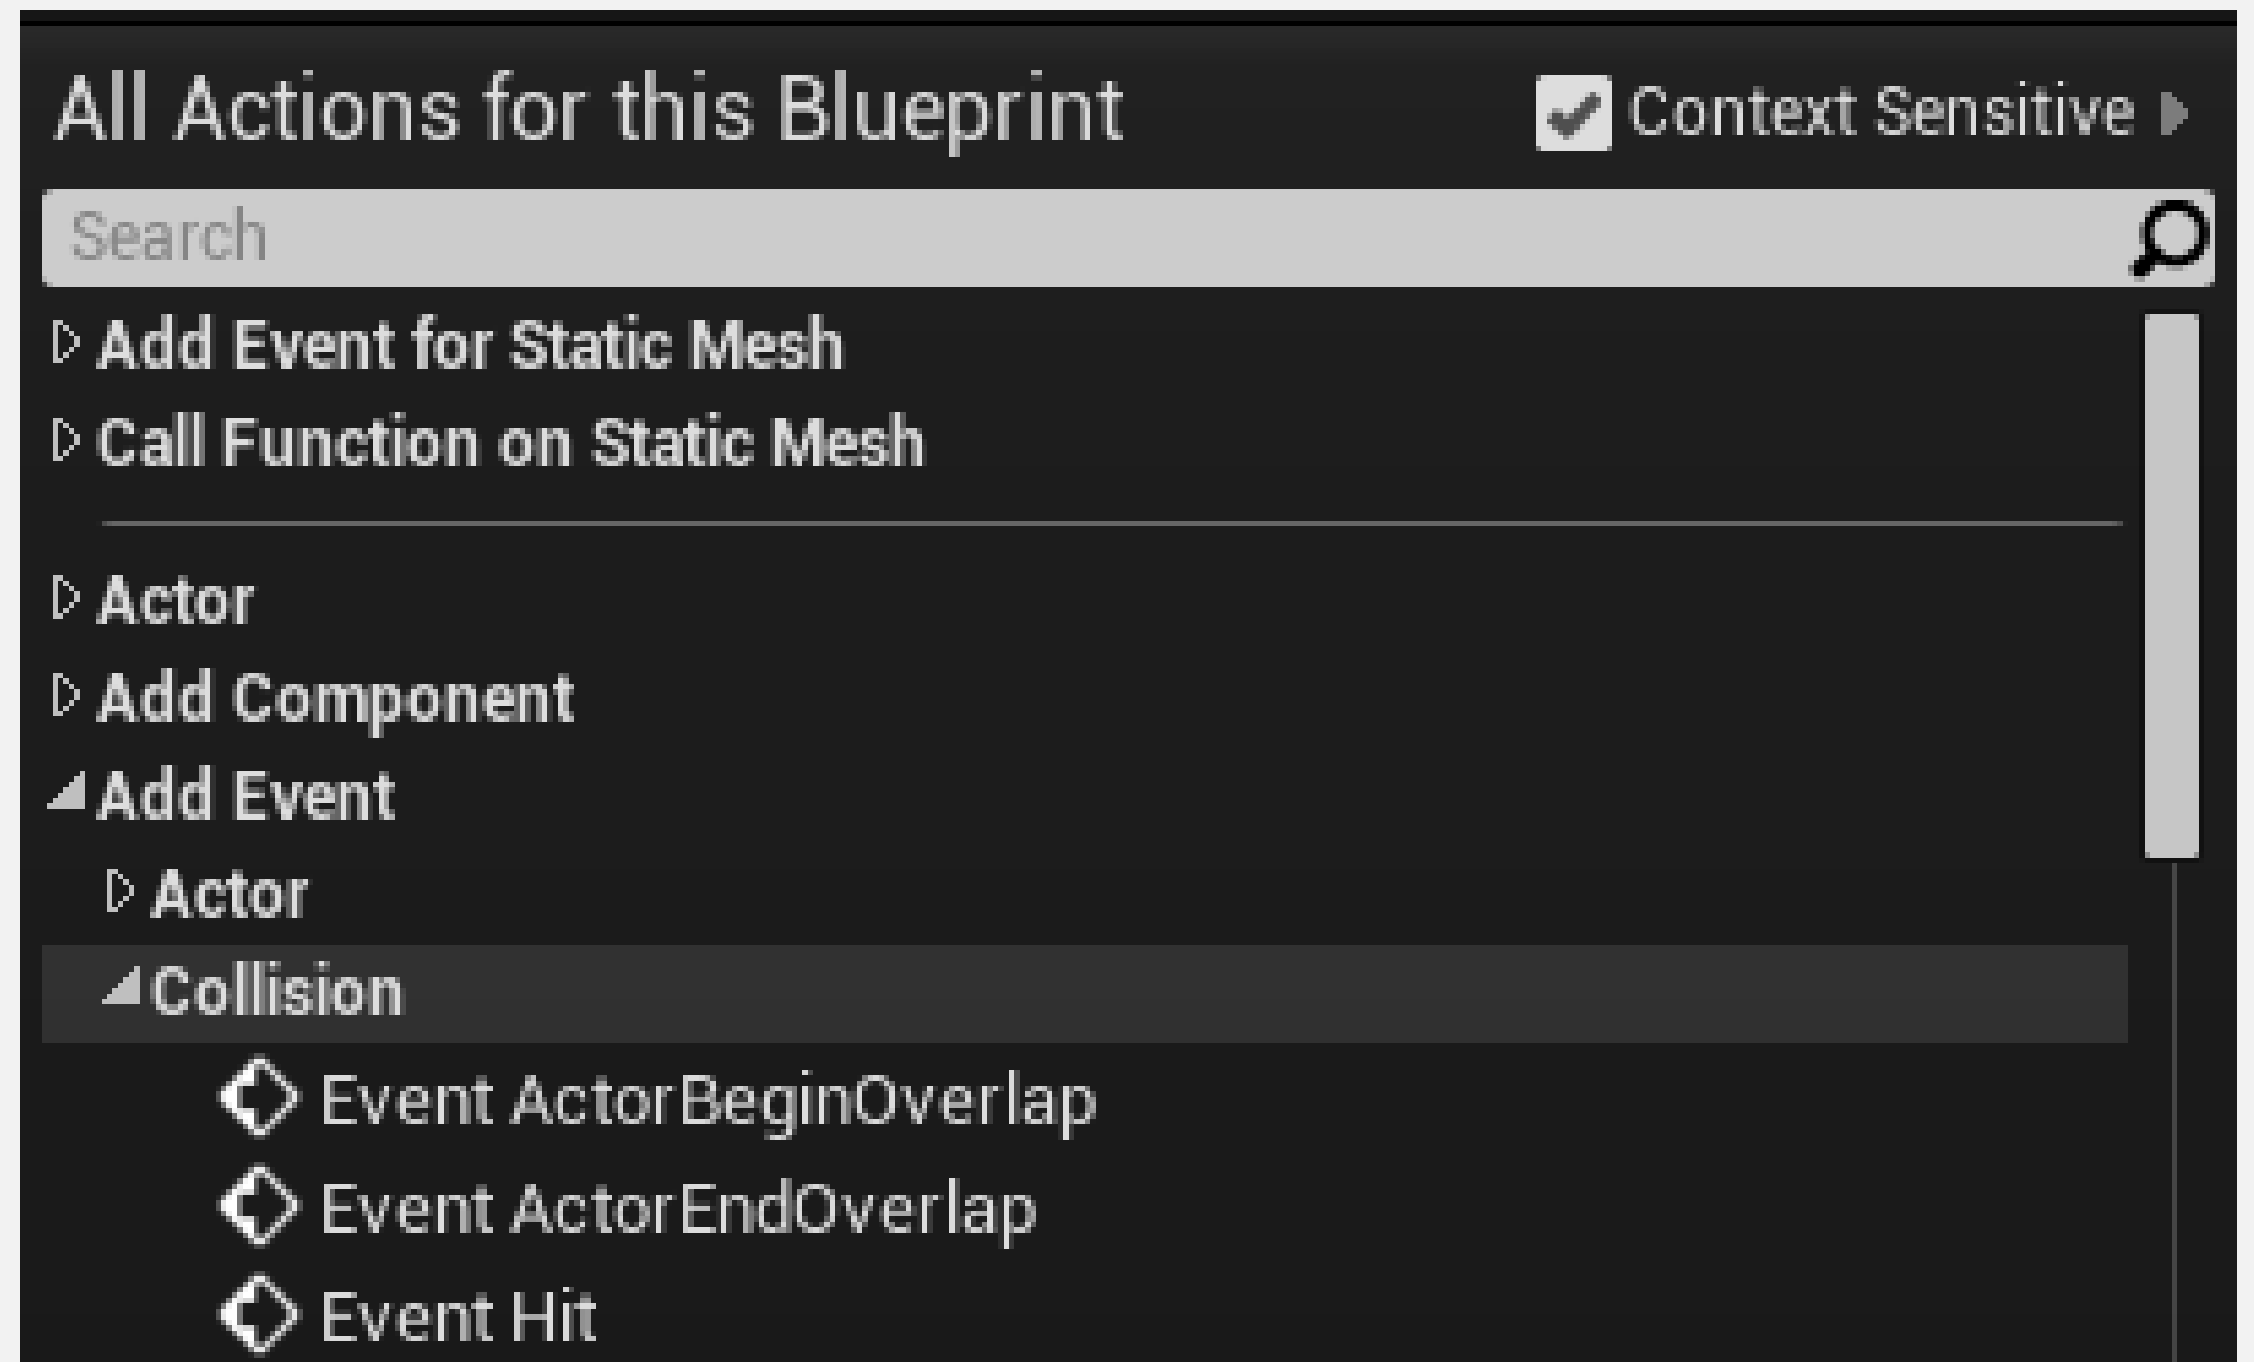 All Actions for this Blueprint Context Sensitive
Search
Add Event for Static Mesh
Call Function on Static Mesh
Actor
Add Component
Add Event
Actor
Collision
Event ActorBeginOverlap
Event ActorEndOverlap
Event Hit